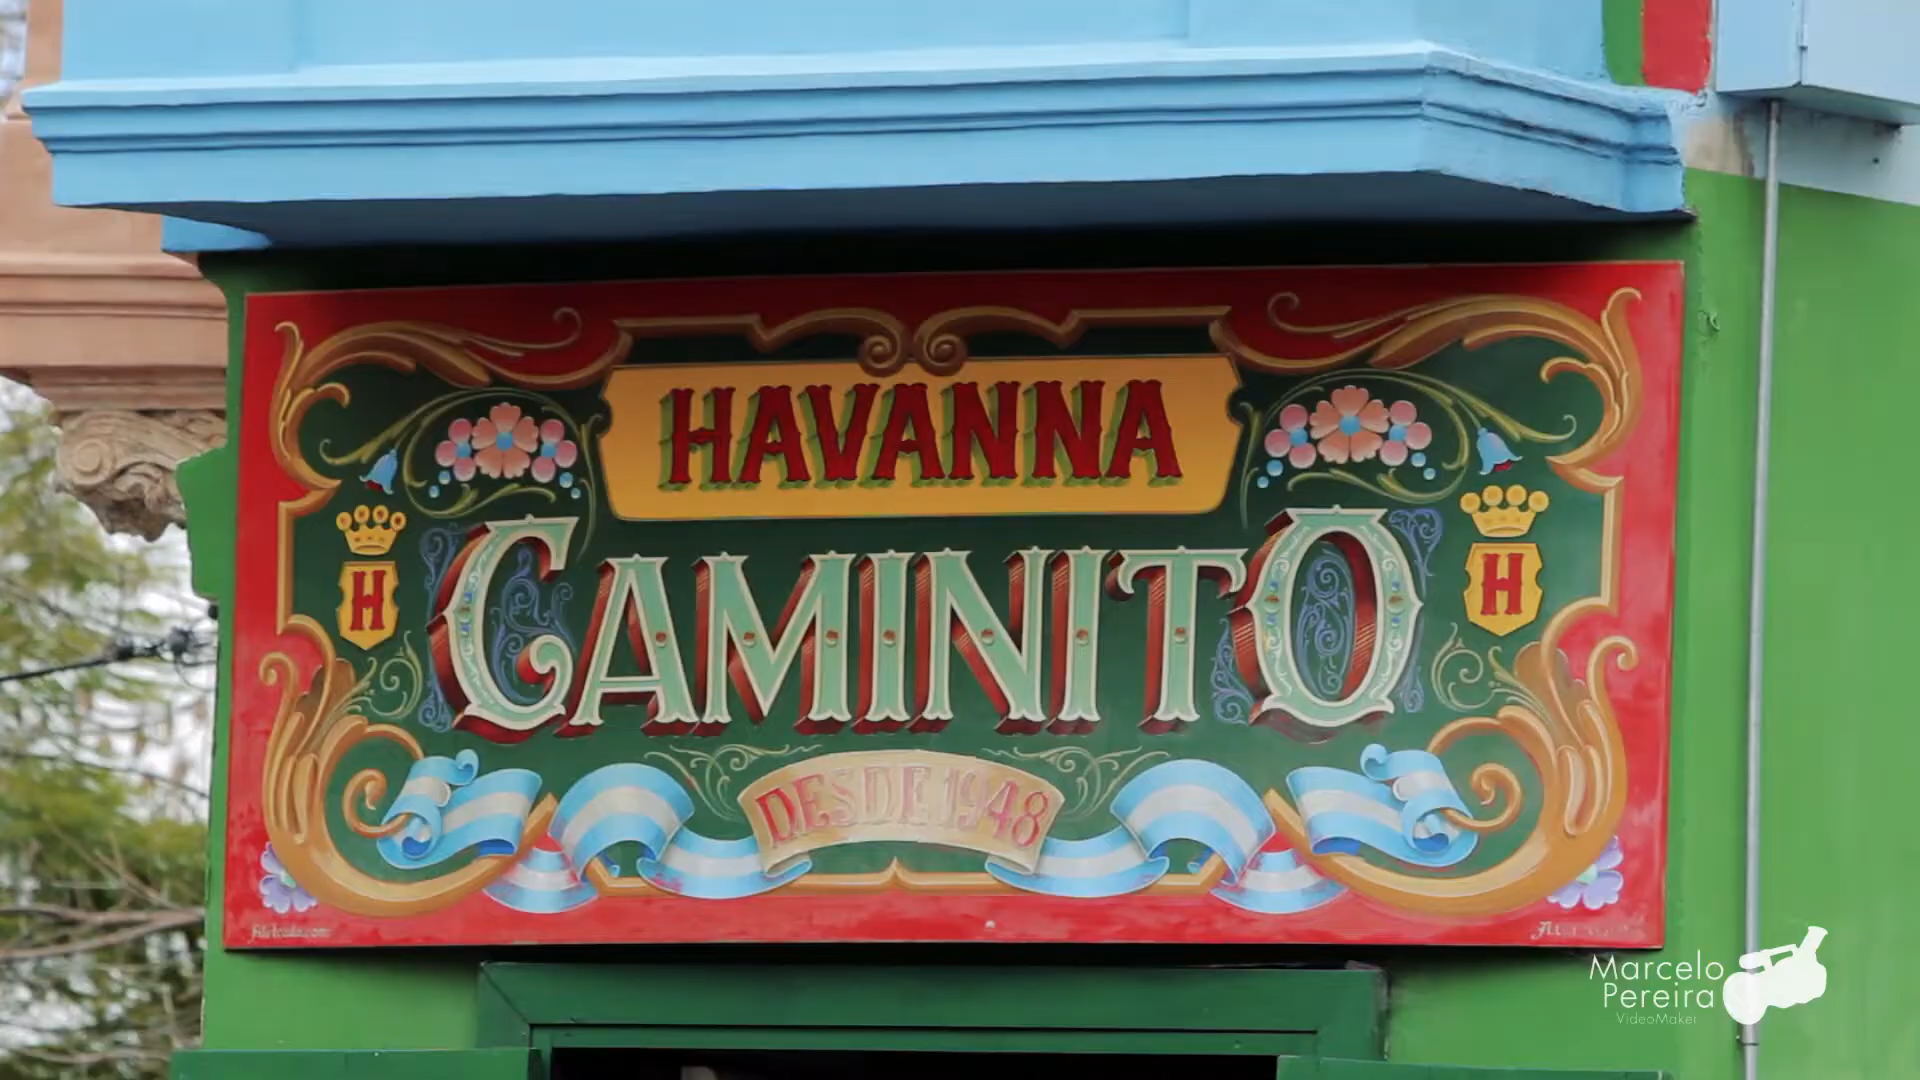 HAVANNA
H
CAMINITO
H
DESDE 1948
Marcelo
Pereira
VideoMaker